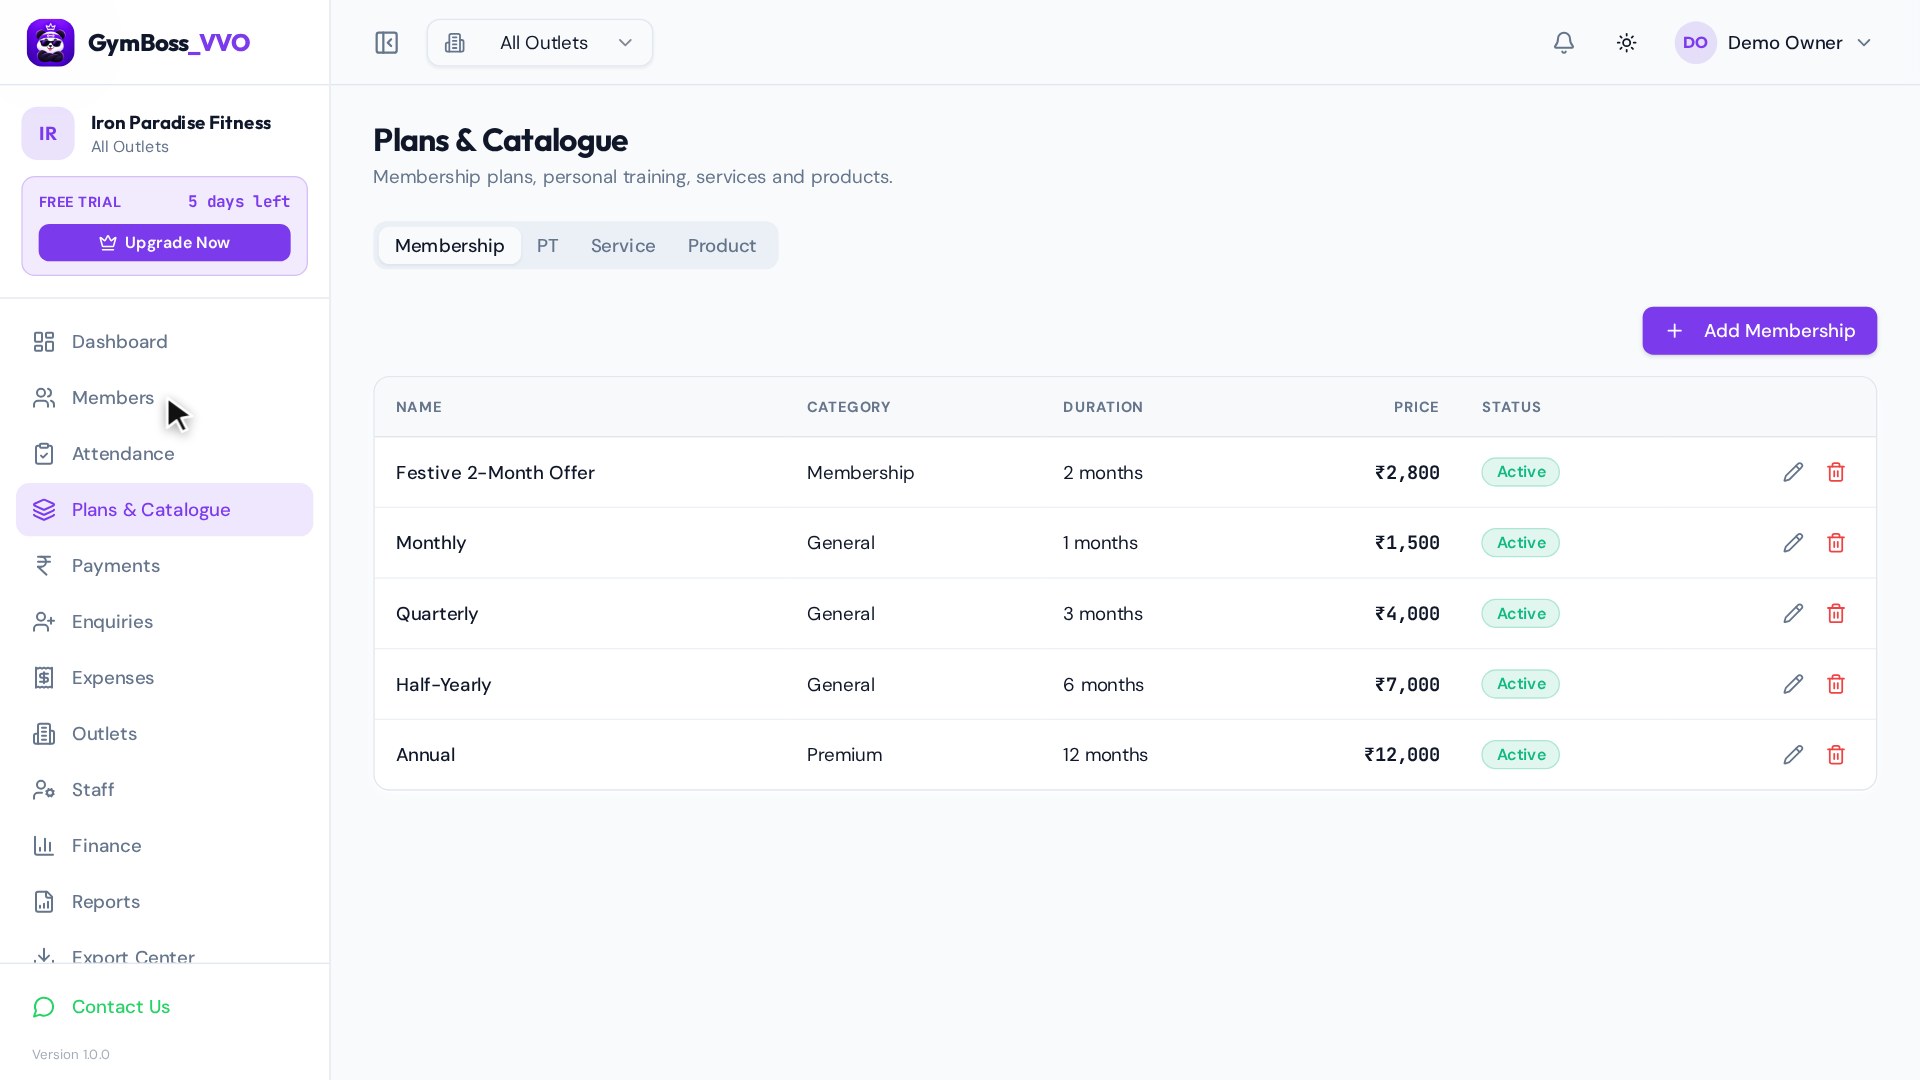 GymBoss_VVO
All Outlets
DO
Demo Owner
IR
Iron Paradise Fitness
All Outlets
FREE TRIAL
5 days left
Upgrade Now
Dashboard
Members
Attendance
Plans & Catalogue
Payments
Enquiries
Expenses
Outlets
Staff
Finance
Reports
Export Center
Contact Us
Version 1.0.0
Plans & Catalogue
Membership plans, personal training, services and products.
Membership PT Service Product
Add Membership
NAME CATEGORY DURATION PRICE STATUS
Festive 2-Month Offer Membership 2 months ₹2,800 Active
Monthly General 1 months ₹1,500 Active
Quarterly General 3 months ₹4,000 Active
Half-Yearly General 6 months ₹7,000 Active
Annual Premium 12 months ₹12,000 Active